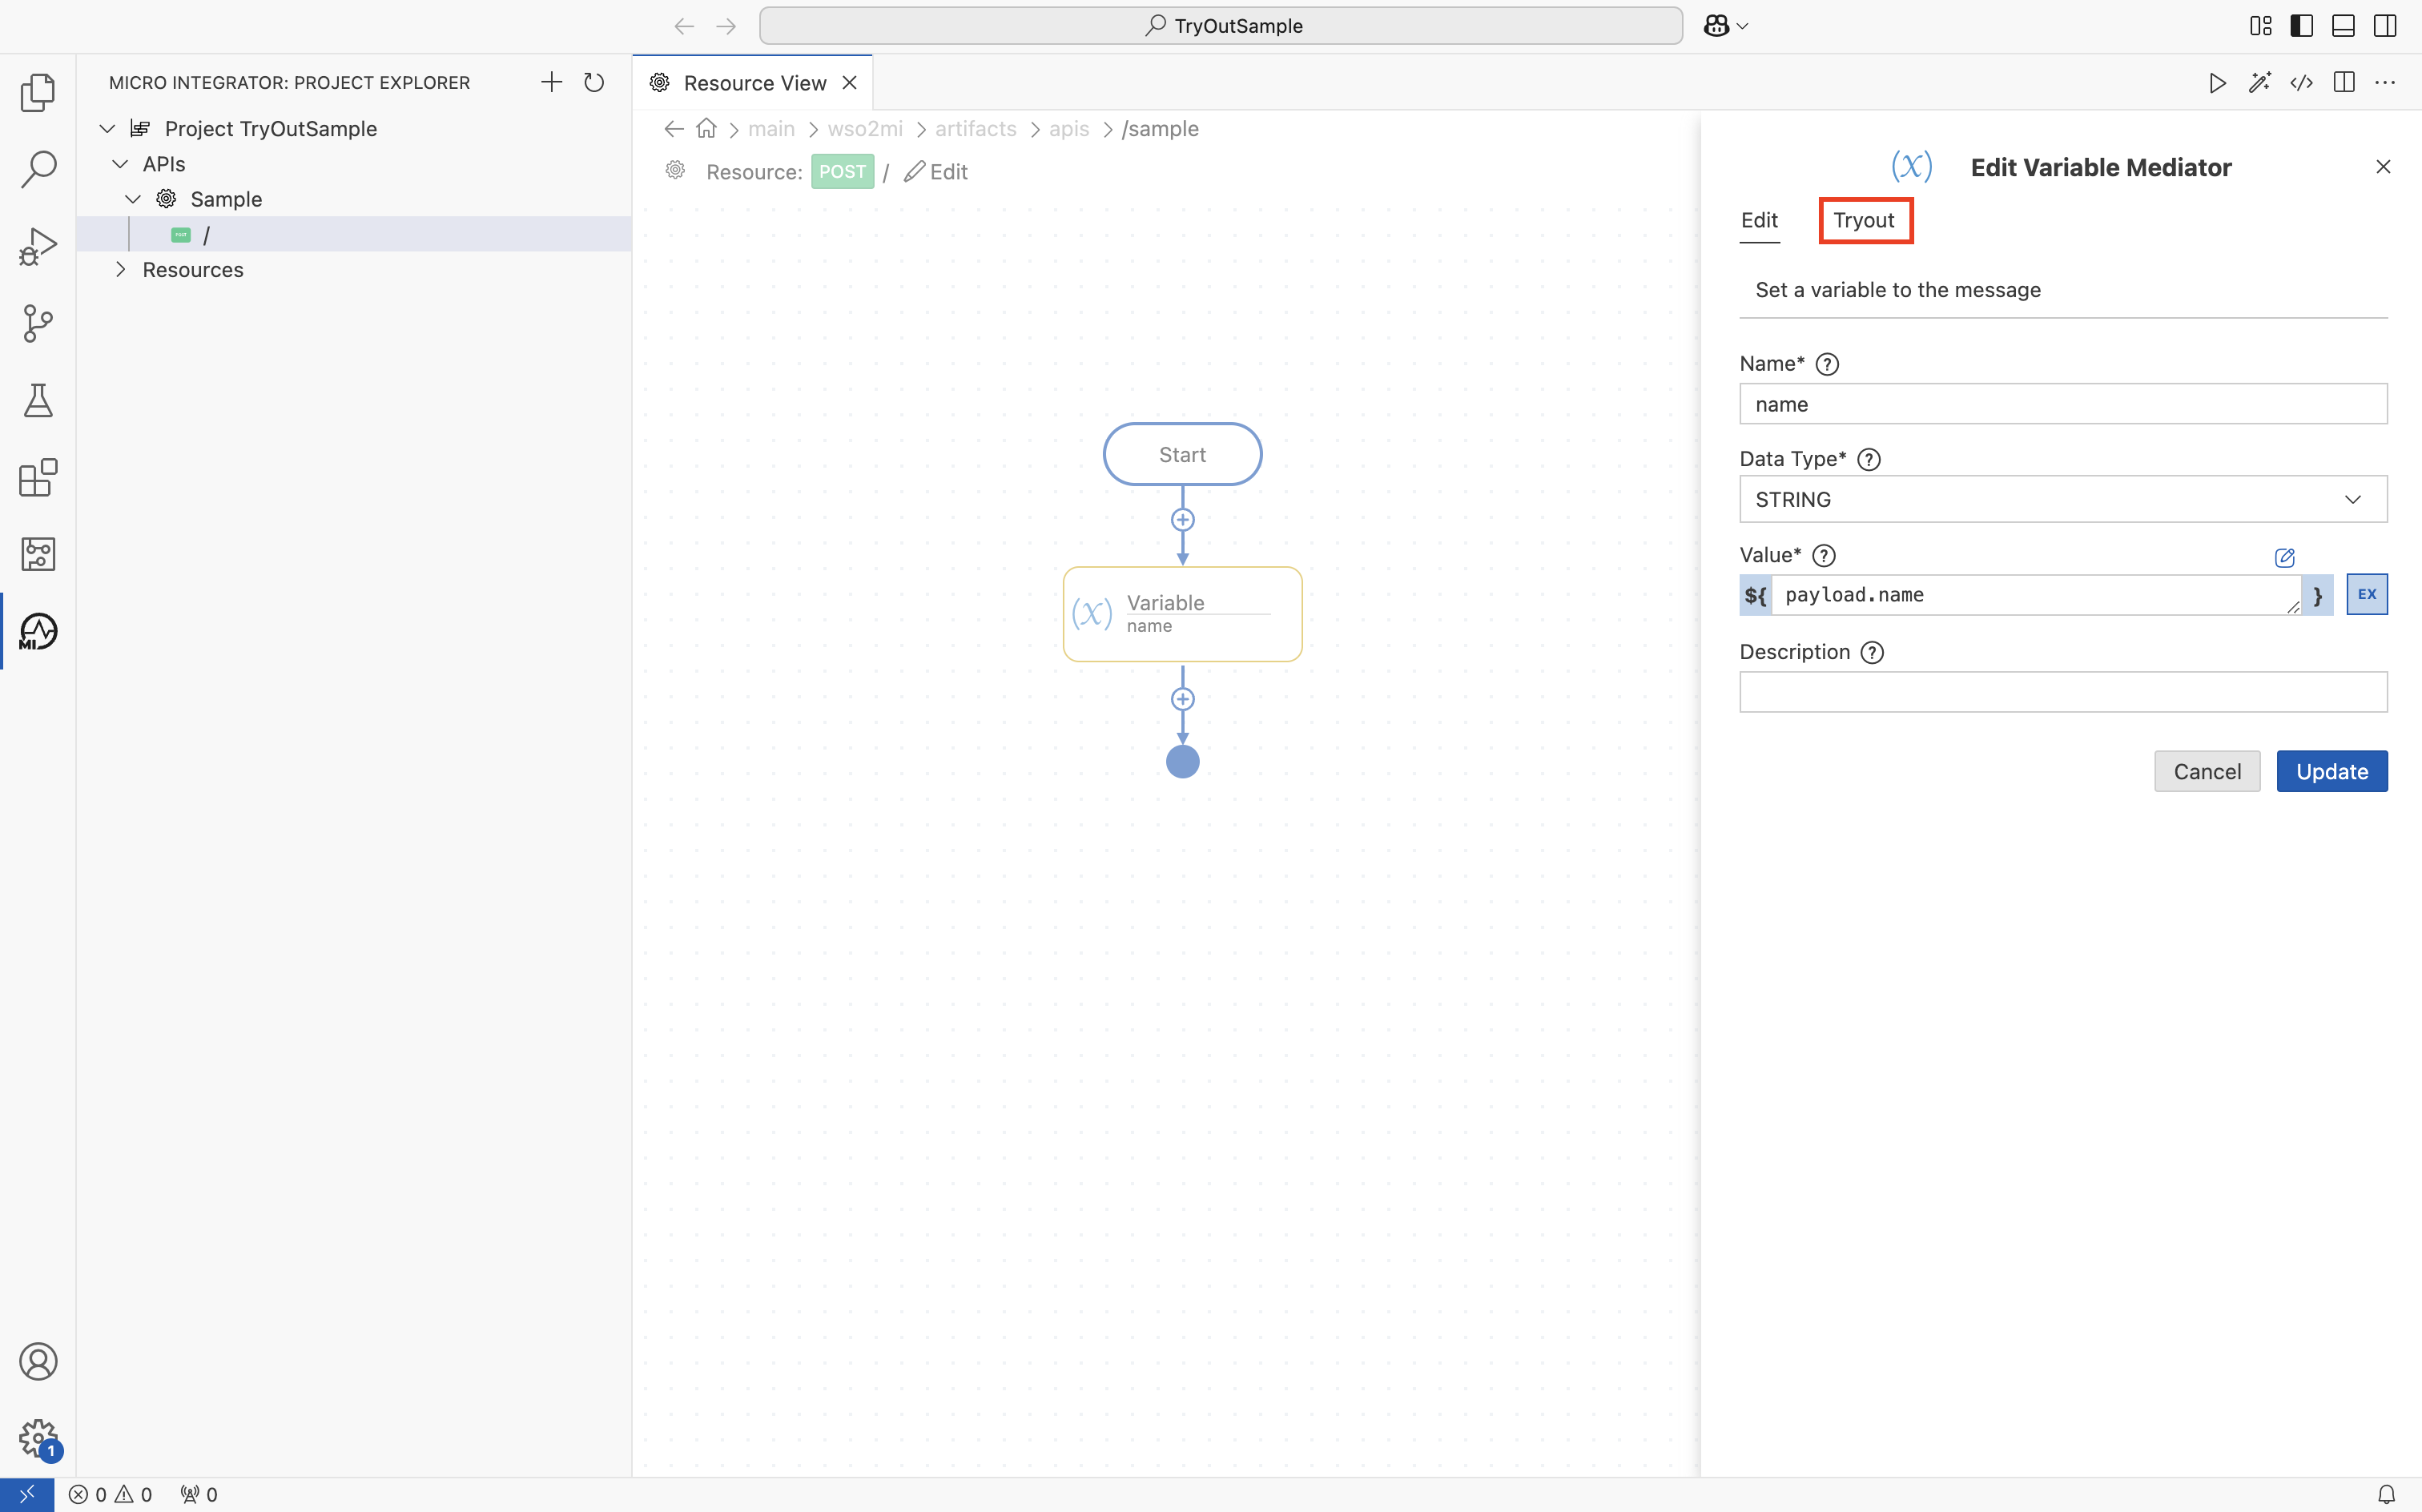 TryOutSample
MICRO INTEGRATOR: PROJECT EXPLORER
Project TryOutSample
APIs
Sample
POST /
Resources
Resource View
main wso2mi artifacts apis /sample
Resource: POST / Edit
Start
Variable
name
Edit Variable Mediator
Edit Tryout
Set a variable to the message
Name* ?
name
Data Type* ?
STRING
Value* ?
${ payload.name } EX
Description ?
Cancel Update
MI
1
0 0 0